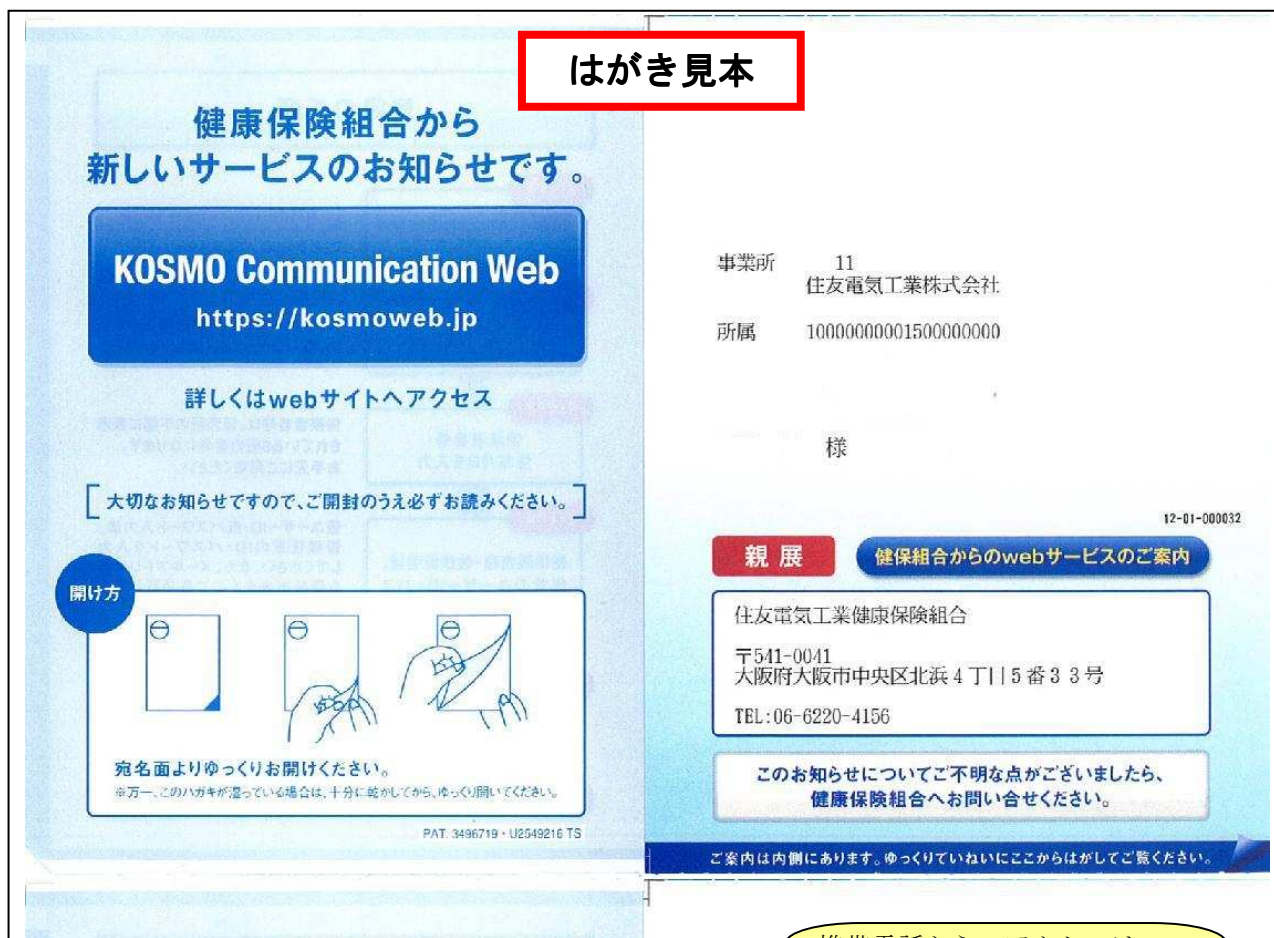 はがき見本
健康保険組合から
新しいサービスのお知らせです。
KOSMO Communication Web
https://kosmoweb.jp
詳しくはwebサイトへアクセス
大切なお知らせですので、ご開封のうえ必ずお読みください。
開け方
宛名面よりゆっくりお開けください。
※万一、このハガキが湿っている場合は、十分に乾かしてから、ゆっくり開いてください。
PAT. 3496719・U2549216 TS
事業所 11
住友電気工業株式会社
所属 10000000001500000000
様
12-01-000032
親展
健保組合からのwebサービスのご案内
住友電気工業健康保険組合
〒541-0041
大阪府大阪市中央区北浜4丁目5番33号
TEL:06-6220-4156
このお知らせについてご不明な点がございましたら、
健康保険組合へお問い合せください。
ご案内は内側にあります。ゆっくりていねいにここからはがしてご覧ください。